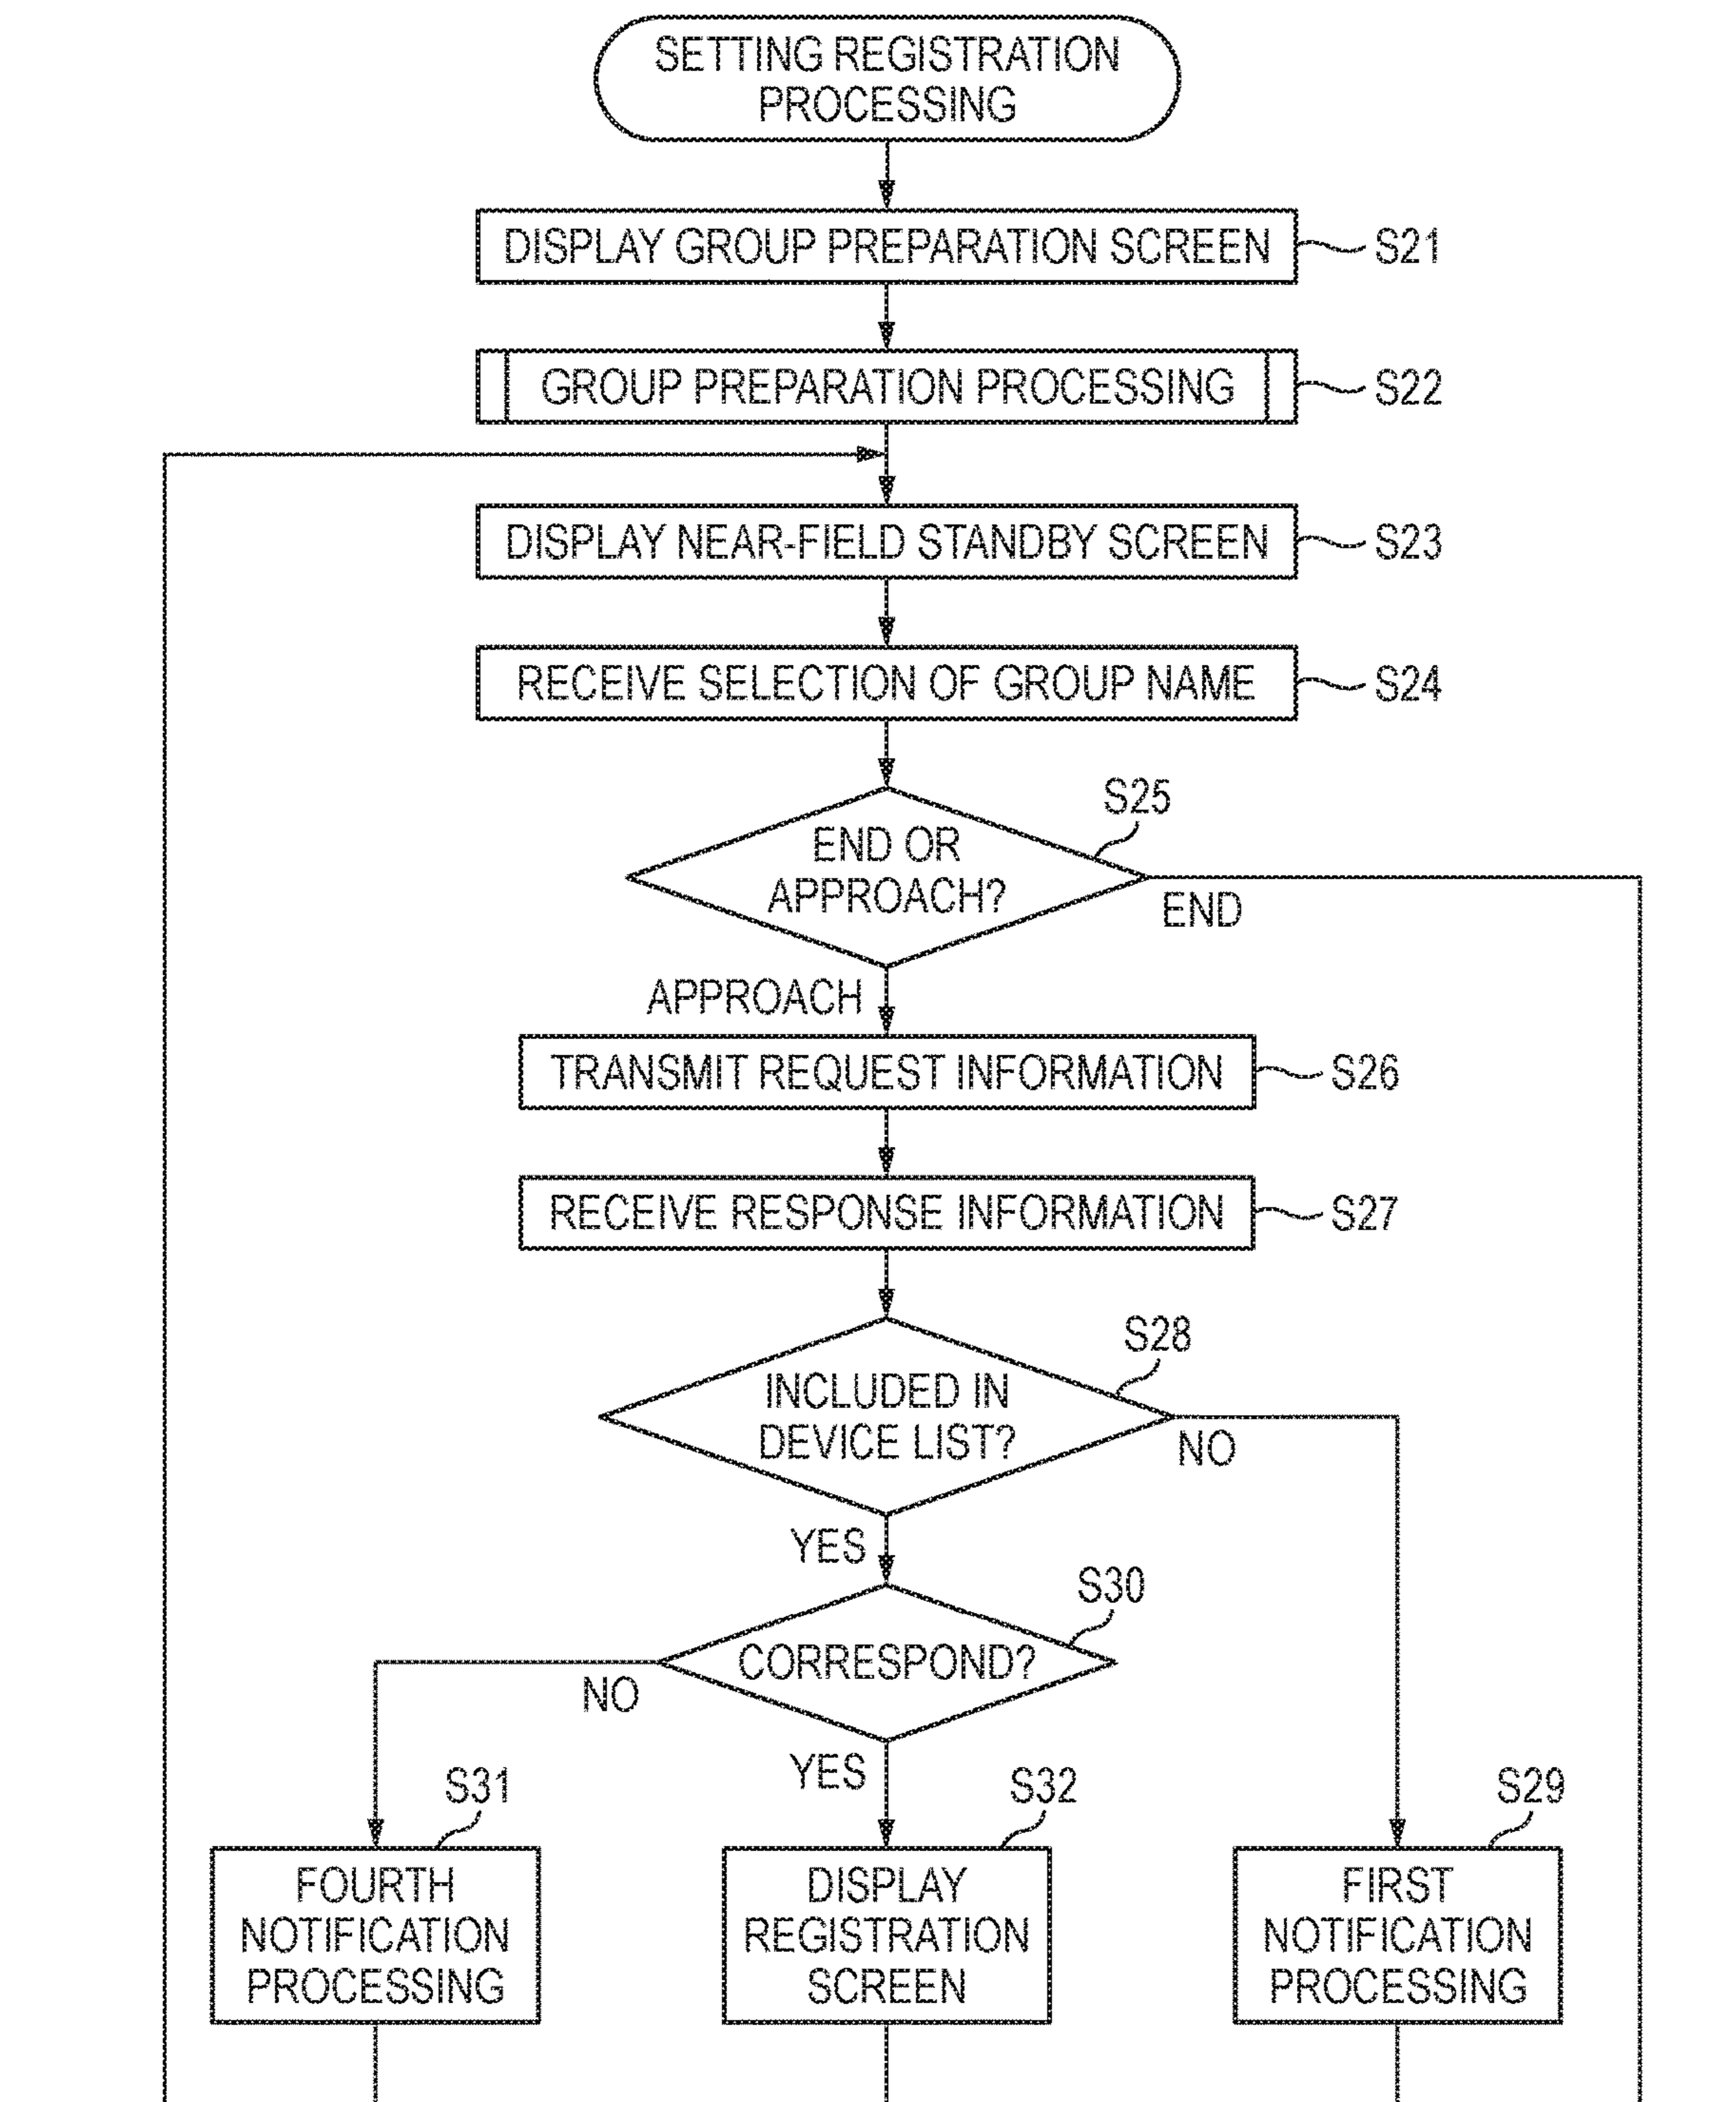 SETTING REGISTRATION
PROCESSING
DISPLAY GROUP PREPARATION SCREEN
S21
GROUP PREPARATION PROCESSING
S22
DISPLAY NEAR-FIELD STANDBY SCREEN
S23
RECEIVE SELECTION OF GROUP NAME
S24
S25
END OR
APPROACH?
END
APPROACH
TRANSMIT REQUEST INFORMATION
S26
RECEIVE RESPONSE INFORMATION
S27
S28
INCLUDED IN
DEVICE LIST?
NO
YES
S30
CORRESPOND?
NO
YES
S31
FOURTH
NOTIFICATION
PROCESSING
S32
DISPLAY
REGISTRATION
SCREEN
S29
FIRST
NOTIFICATION
PROCESSING